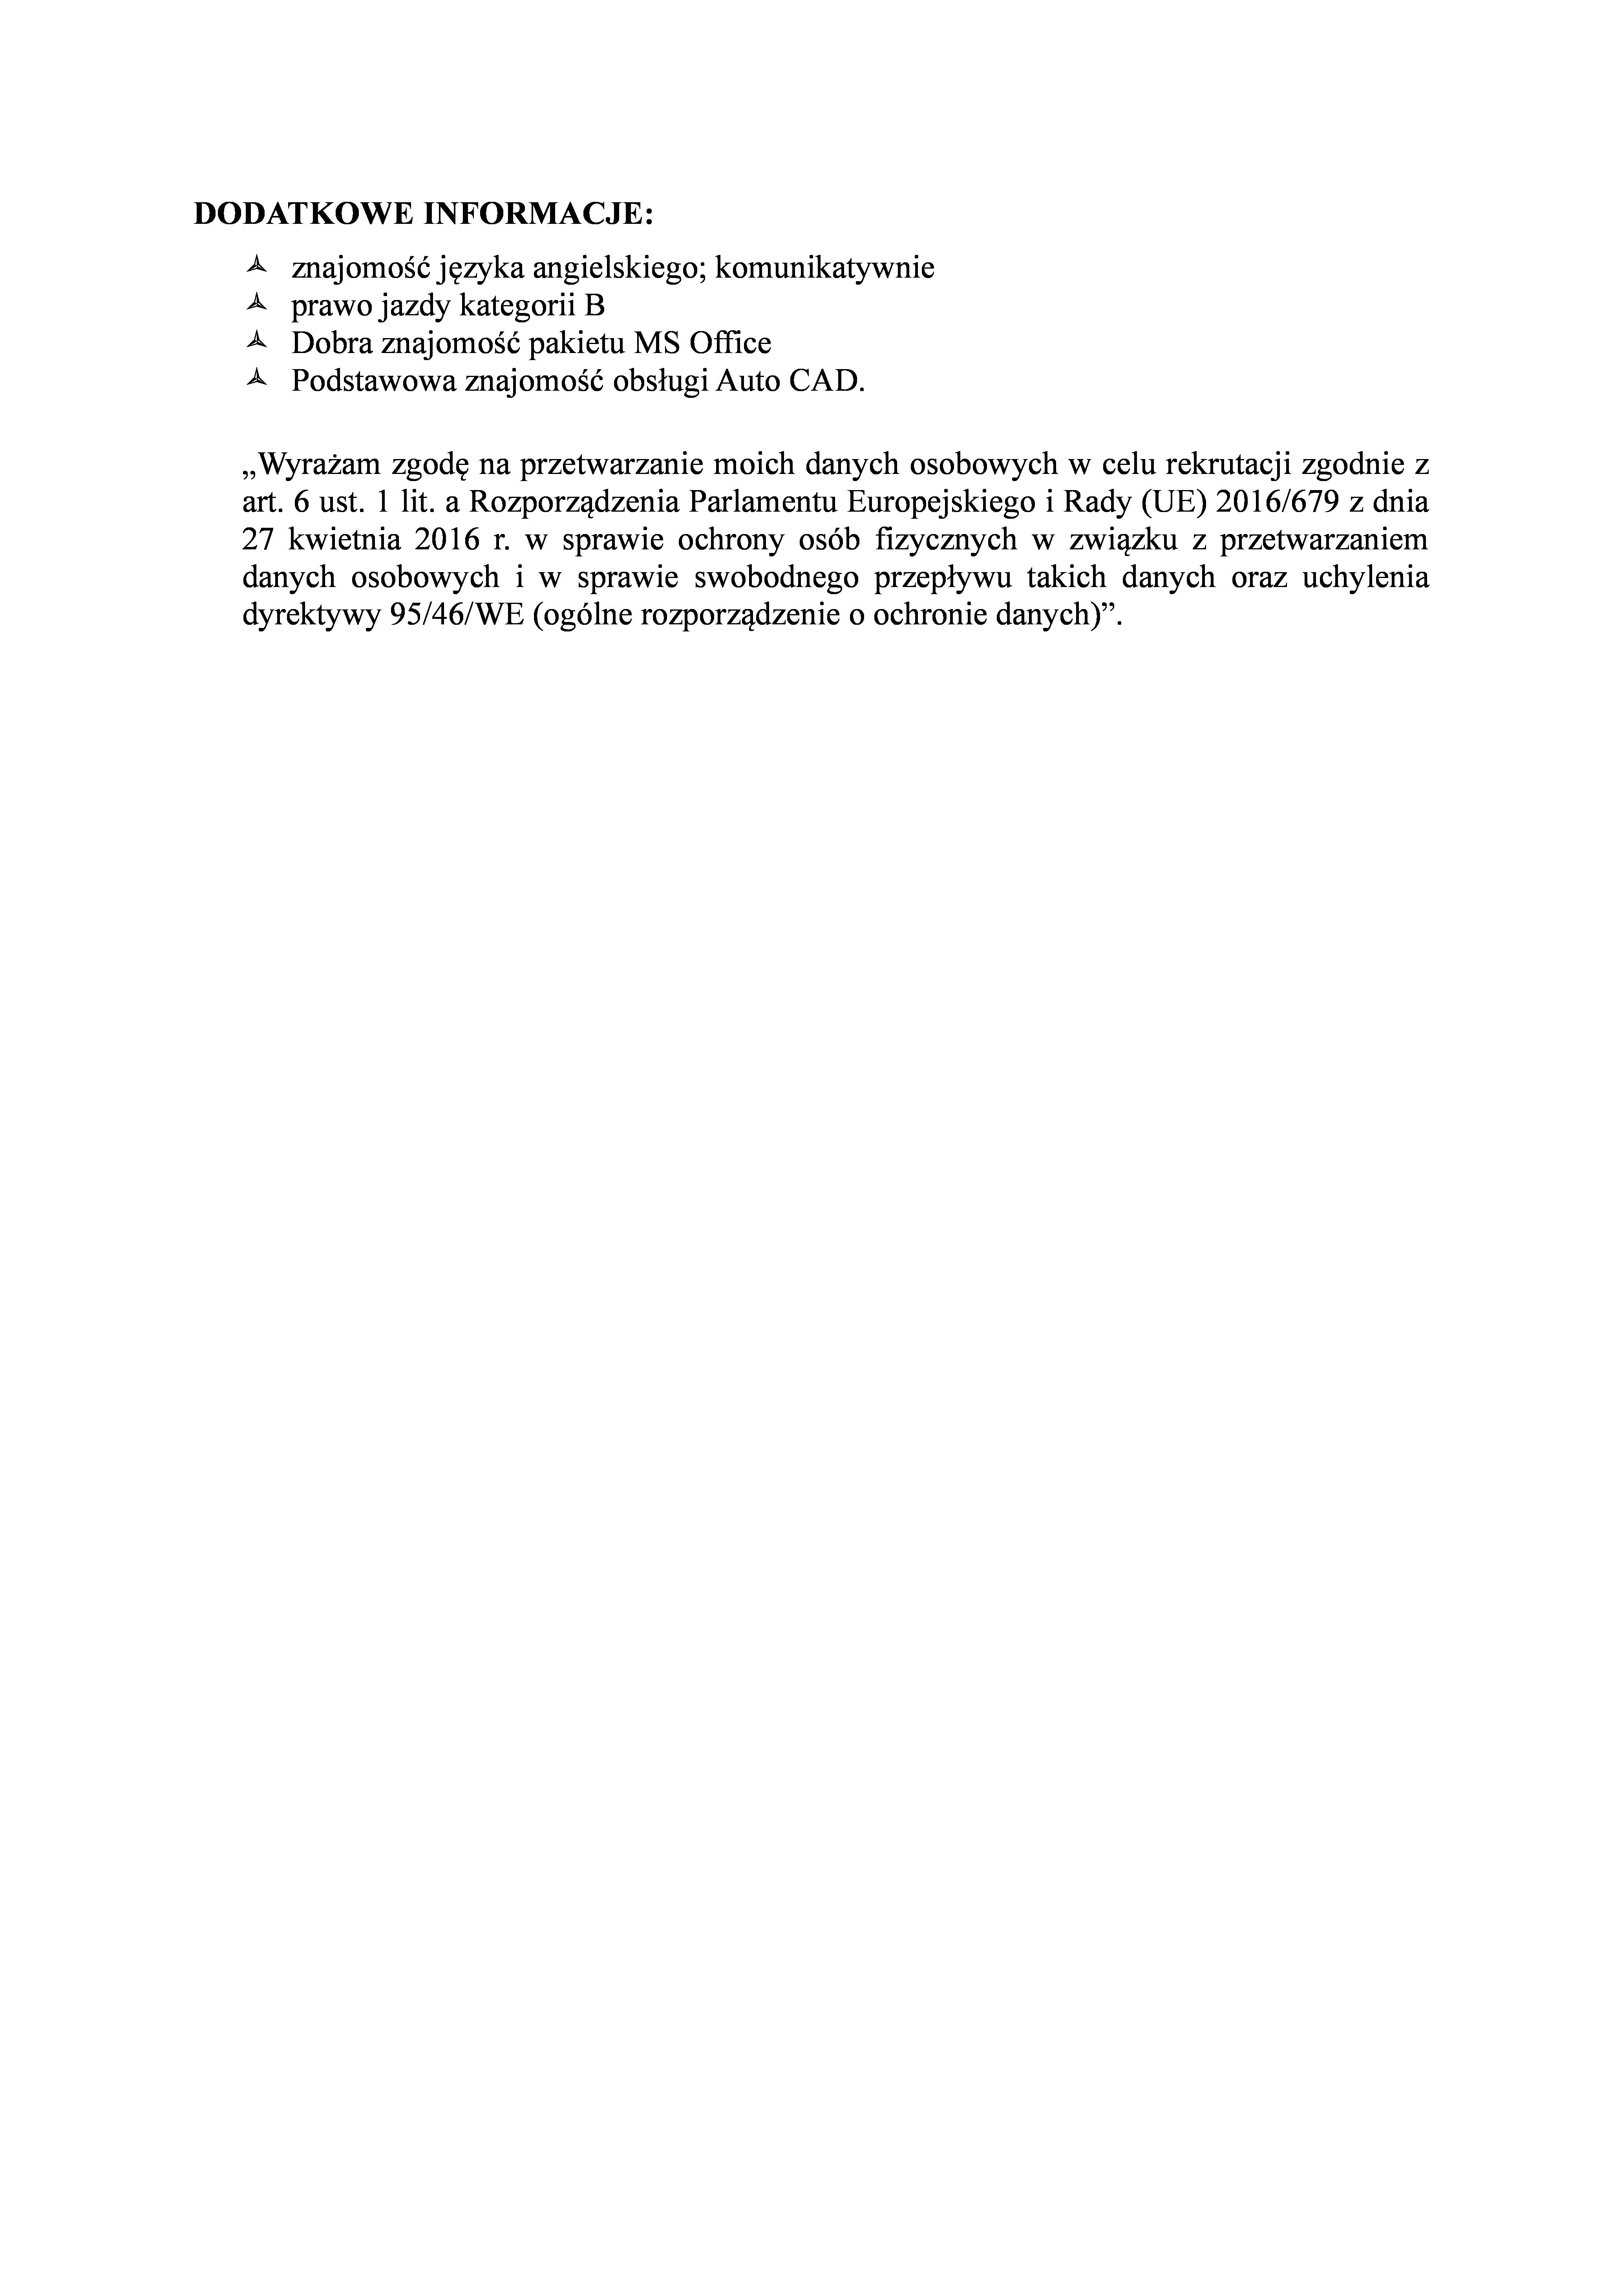 DODATKOWE INFORMACJE:
znajomość języka angielskiego; komunikatywnie
prawo jazdy kategorii B
Dobra znajomość pakietu MS Office
Podstawowa znajomość obsługi Auto CAD.
„Wyrażam zgodę na przetwarzanie moich danych osobowych w celu rekrutacji zgodnie z
art. 6 ust. 1 lit. a Rozporządzenia Parlamentu Europejskiego i Rady (UE) 2016/679 z dnia
27 kwietnia 2016 r. w sprawie ochrony osób fizycznych w związku z przetwarzaniem
danych osobowych i w sprawie swobodnego przepływu takich danych oraz uchylenia
dyrektywy 95/46/WE (ogólne rozporządzenie o ochronie danych)”.